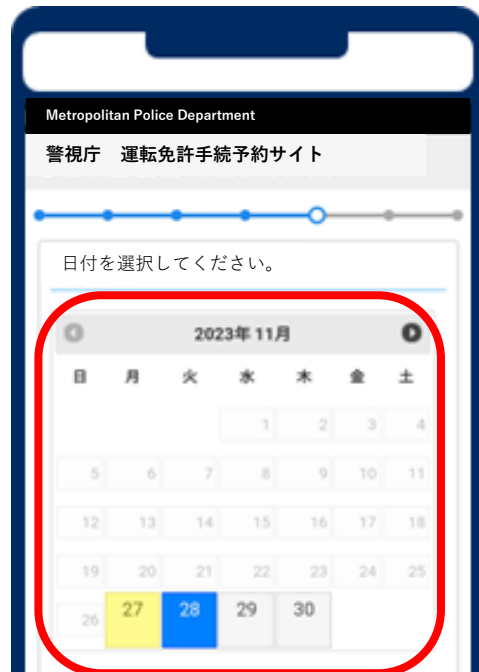 Metropolitan Police Department
警視庁　運転免許手続予約サイト
日付を選択してください。
2023年 11月
日 月 火 水 木 金 土
1 2 3 4
5 6 7 8 9 10 11
12 13 14 15 16 17 18
19 20 21 22 23 24 25
26 27 28 29 30